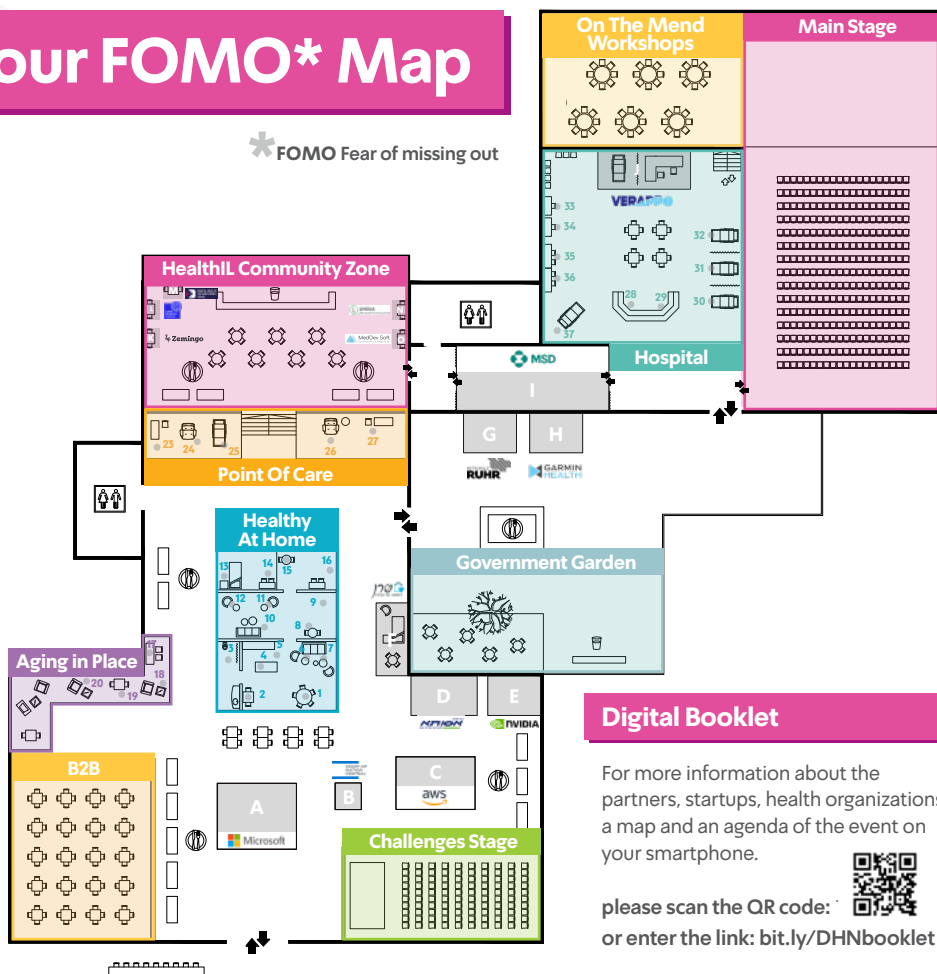 our FOMO* Map
*FOMO Fear of missing out
On The Mend
Workshops
Main Stage
VERAPPO
33
34
35
36
37
32
31
30
28
29
Hospital
HealthIL Community Zone
Zemingo
MedDev Soft
MSD
I
G
H
RUHR
GARMIN
HEALTH
23
24
25
26
27
Point Of Care
Healthy
At Home
13
14
15
16
12
11
10
9
8
3
5
4
7
2
1
Government Garden
Aging in Place
17
18
19
20
D
E
NVIDIA
B2B
A
Microsoft
B
C
aws
Challenges Stage
Digital Booklet
For more information about the
partners, startups, health organizations
a map and an agenda of the event on
your smartphone.
please scan the QR code:
or enter the link: bit.ly/DHNbooklet